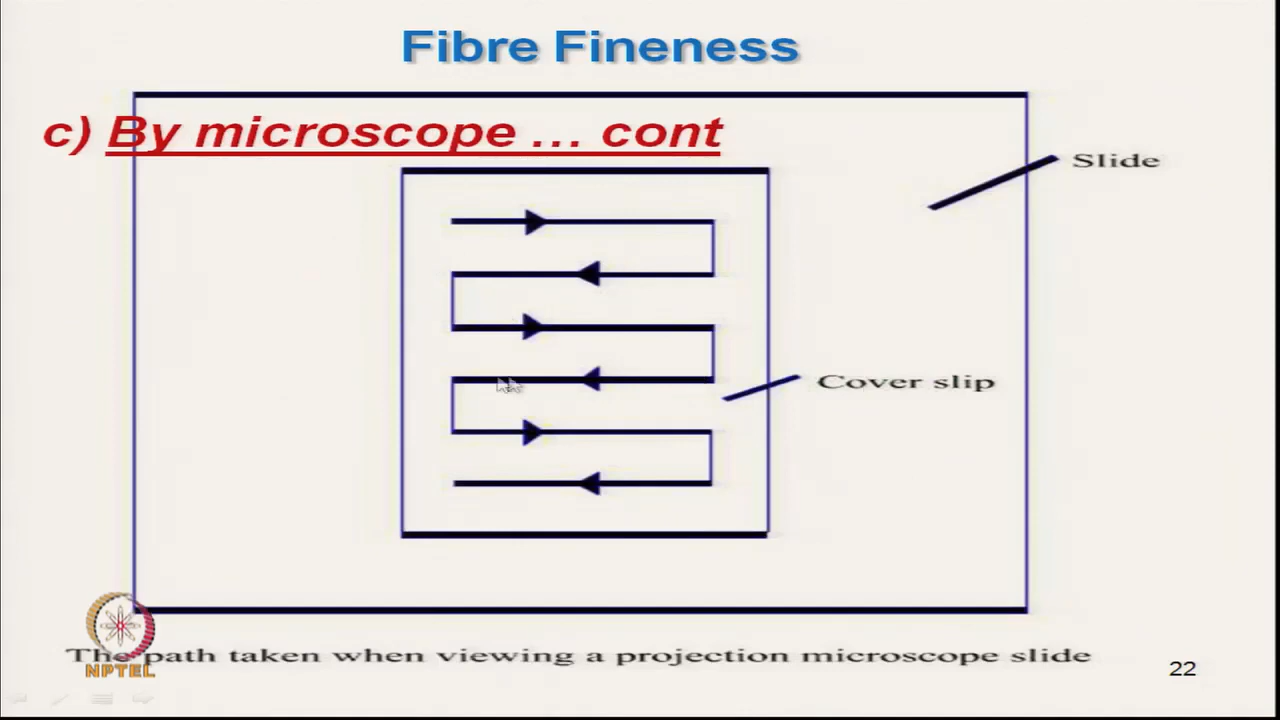 Fibre Fineness
c) By microscope ... cont
Slide
Cover slip
The path taken when viewing a projection microscope slide
NPTEL
22